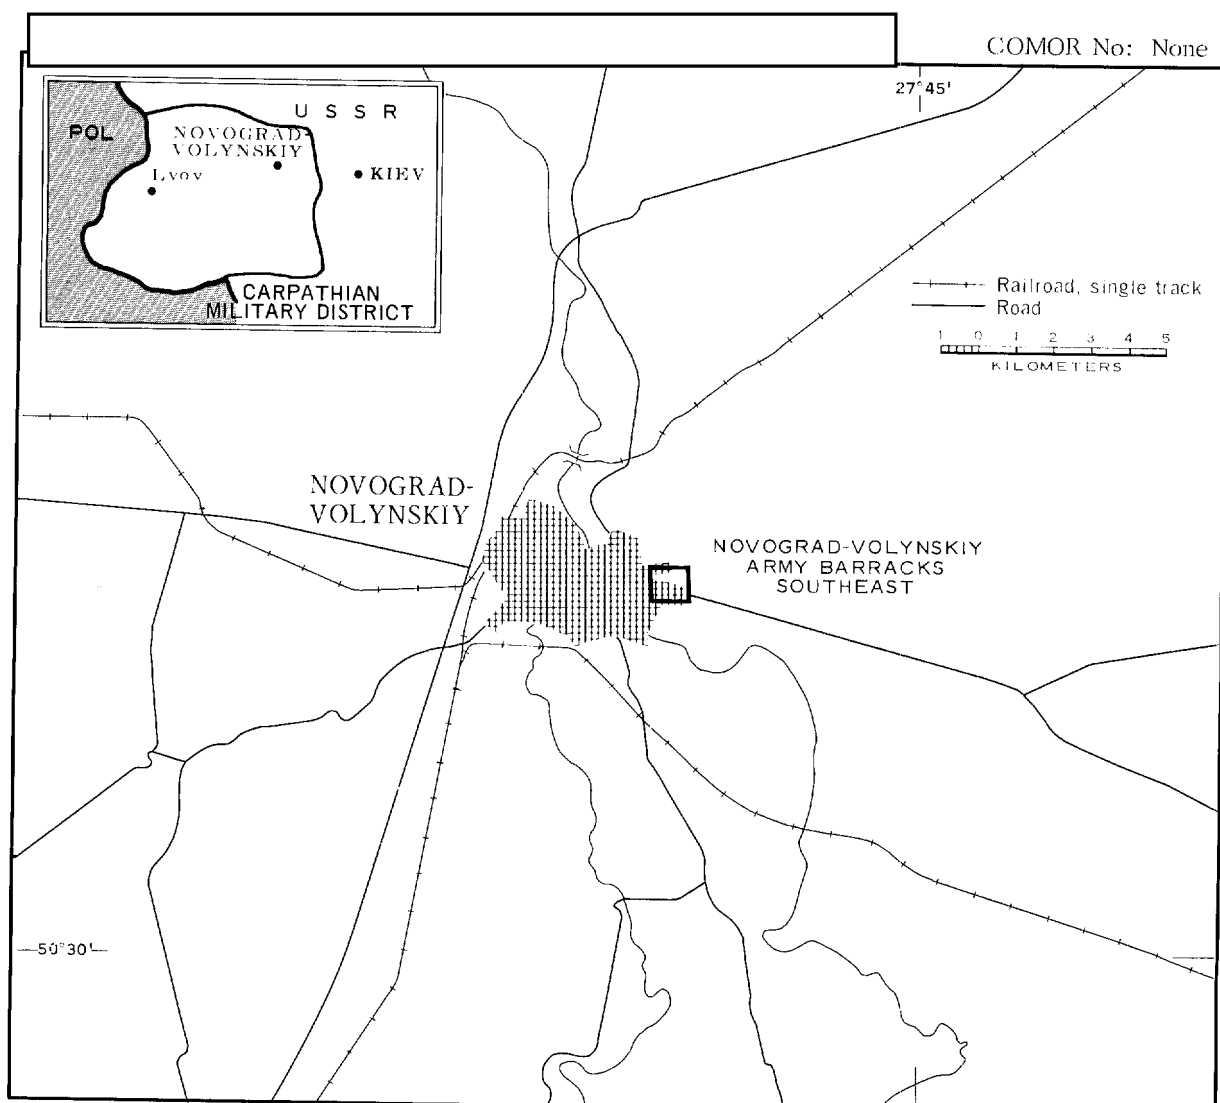 COMOR No: None
27°45'
U S S R
POL
NOVOGRAD-
VOLYNSKIY
Lvov
KIEV
CARPATHIAN
MILITARY DISTRICT
Railroad, single track
Road
1 0 1 2 3 4 5
KILOMETERS
NOVOGRAD-
VOLYNSKIY
NOVOGRAD-VOLYNSKIY
ARMY BARRACKS
SOUTHEAST
50°30'